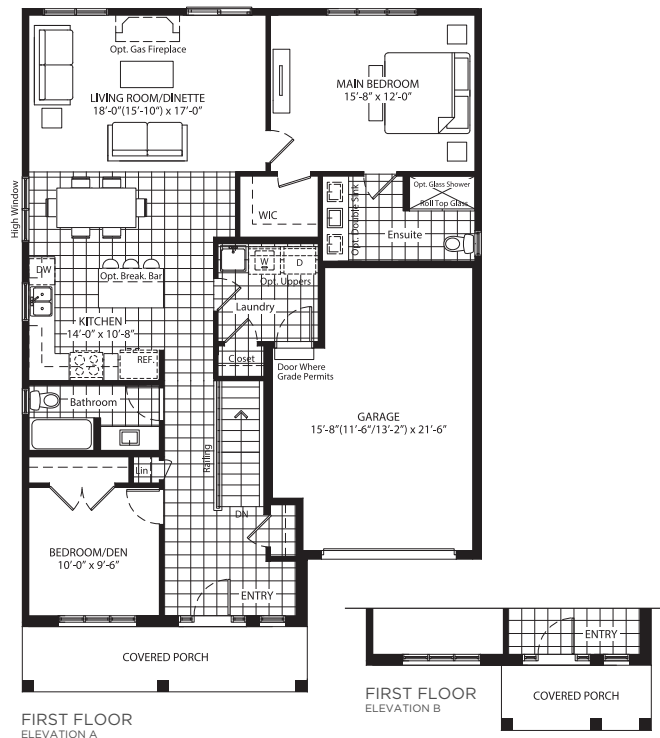 Opt. Gas Fireplace
LIVING ROOM/DINETTE
18'-0"(15'-10") x 17'-0"
MAIN BEDROOM
15'-8" x 12'-0"
High Window
WIC
Opt. Double Sink
Opt. Glass Shower
Roll Top Glass
Ensuite
DW
Opt. Break. Bar
W
D
Opt. Uppers
Laundry
KITCHEN
14'-0" x 10'-8"
REF.
Closet
Door Where
Grade Permits
Bathroom
GARAGE
15'-8"(11'-6"/13'-2") x 21'-6"
Railing
Lin
DN
BEDROOM/DEN
10'-0" x 9'-6"
ENTRY
COVERED PORCH
FIRST FLOOR
ELEVATION A
ENTRY
COVERED PORCH
FIRST FLOOR
ELEVATION B